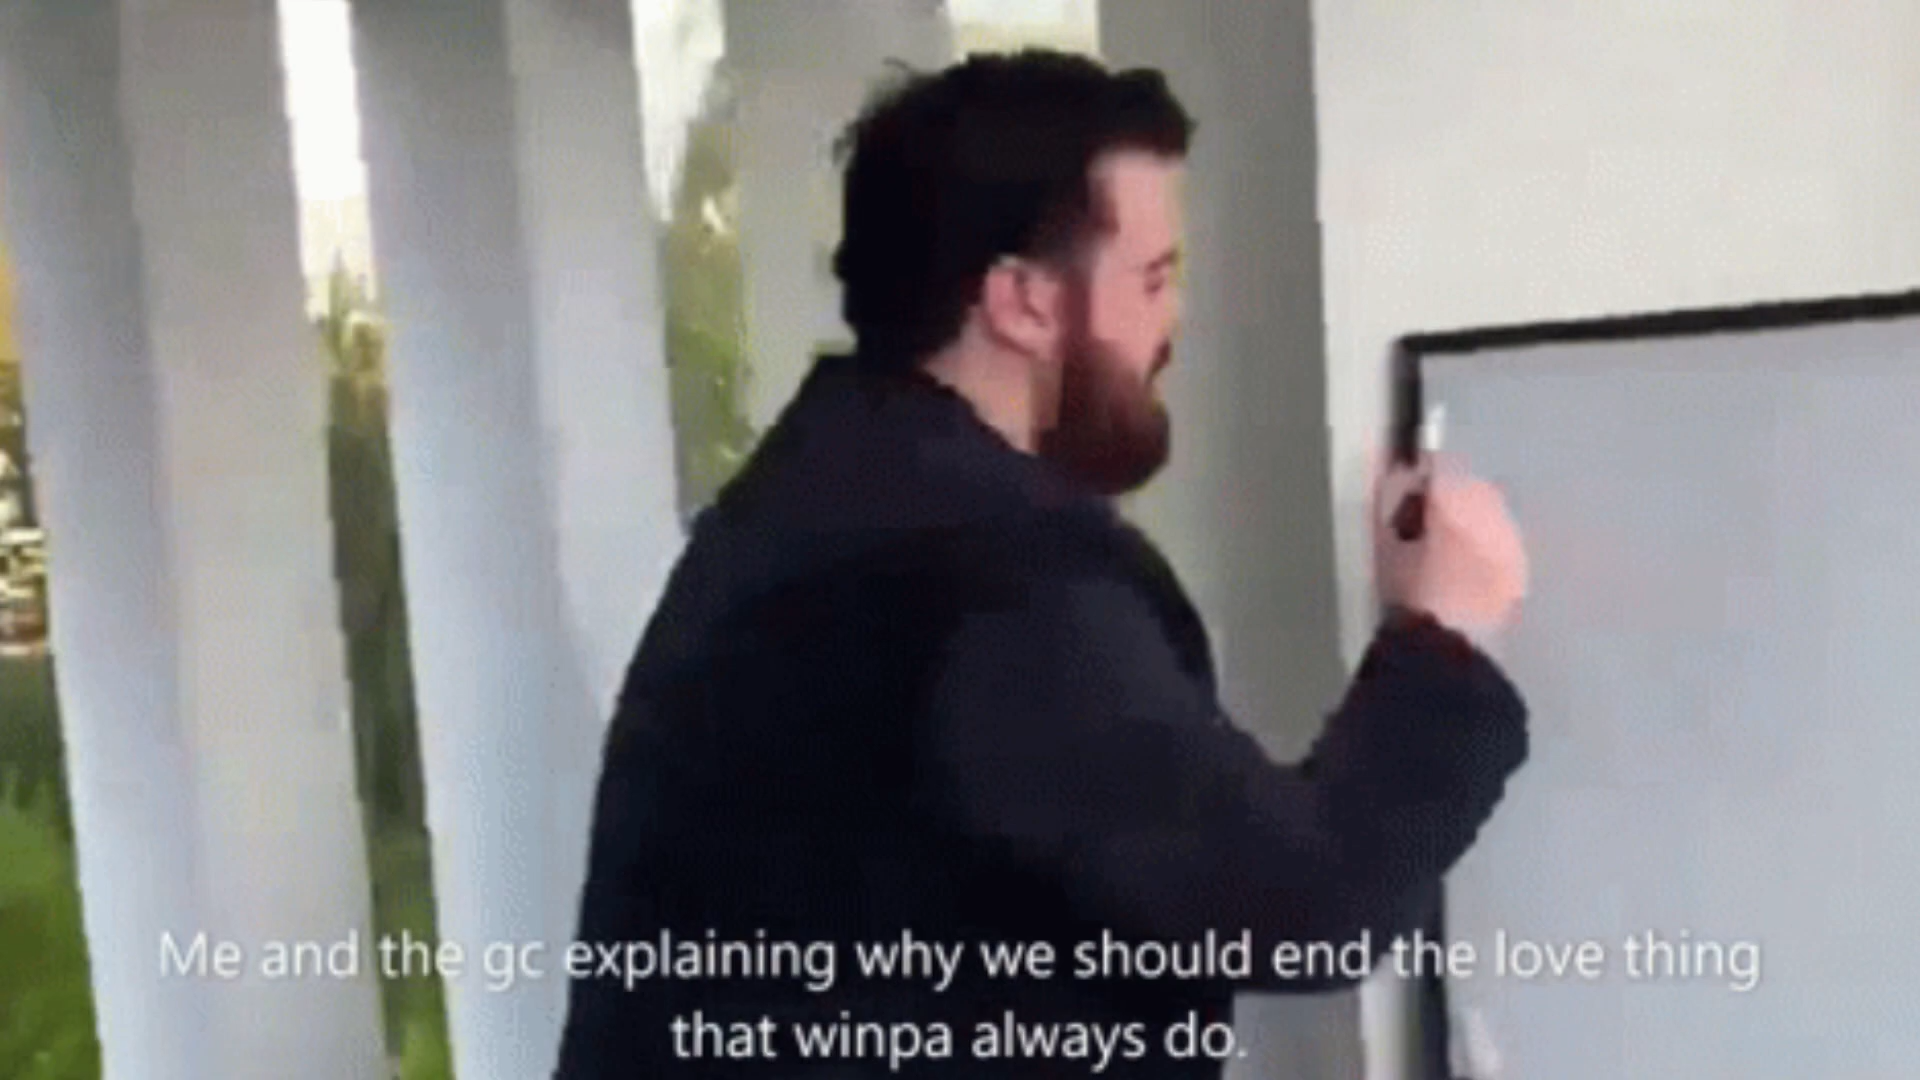 Me and the gc explaining why we should end the love thing
that winpa always do.